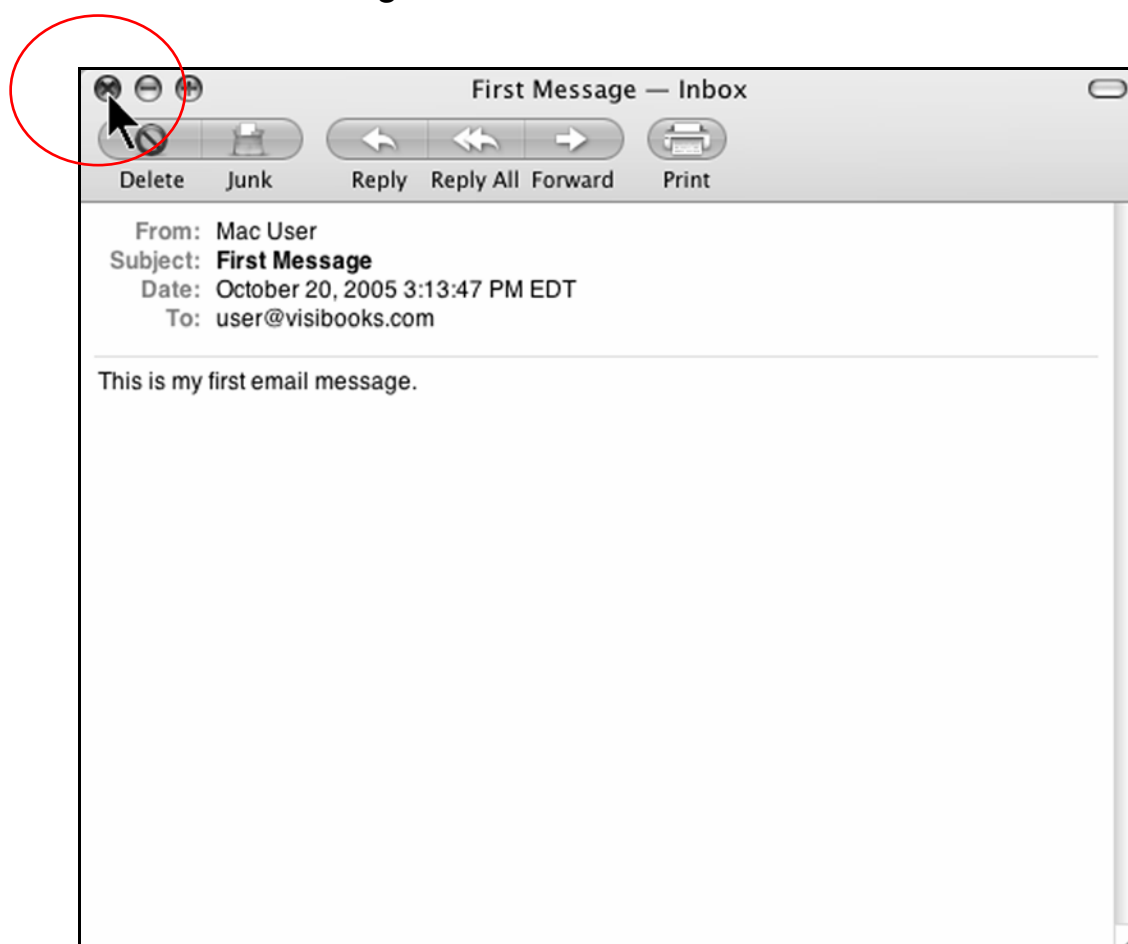 First Message — Inbox
Delete Junk Reply Reply All Forward Print
From: Mac User
Subject: First Message
Date: October 20, 2005 3:13:47 PM EDT
To: user@visibooks.com
This is my first email message.